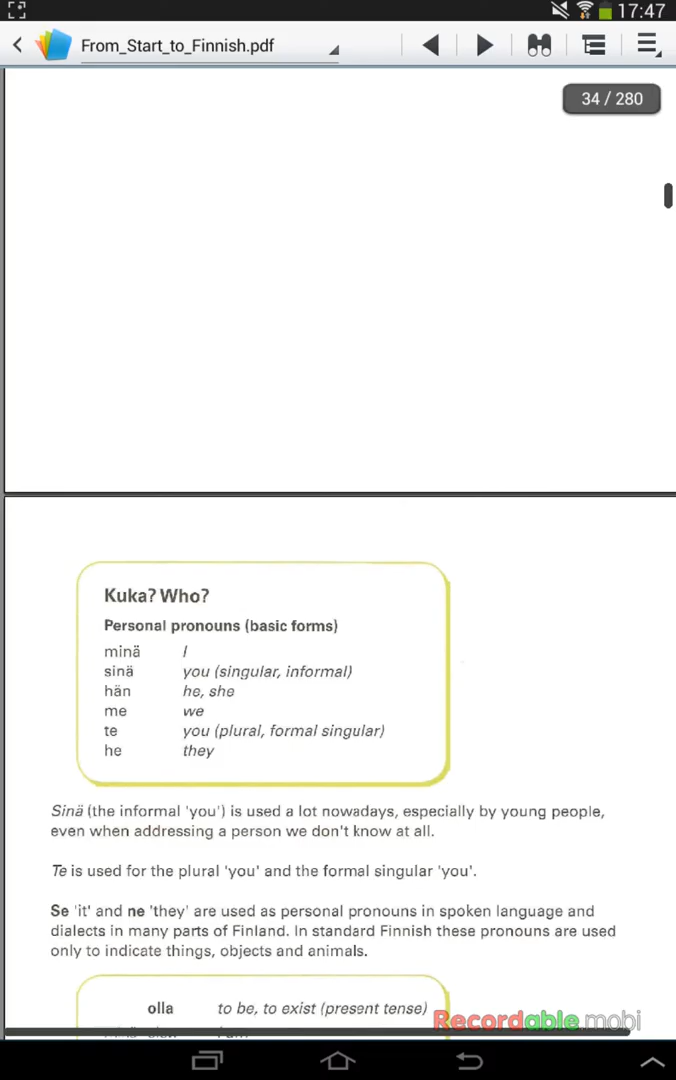 17:47
From_Start_to_Finnish.pdf
34 / 280
Kuka? Who?
Personal pronouns (basic forms)
minä I
sinä you (singular, informal)
hän he, she
me we
te you (plural, formal singular)
he they
Sinä (the informal 'you') is used a lot nowadays, especially by young people,
even when addressing a person we don't know at all.
Te is used for the plural 'you' and the formal singular 'you'.
Se 'it' and ne 'they' are used as personal pronouns in spoken language and
dialects in many parts of Finland. In standard Finnish these pronouns are used
only to indicate things, objects and animals.
olla to be, to exist (present tense)
Recordable.mobi